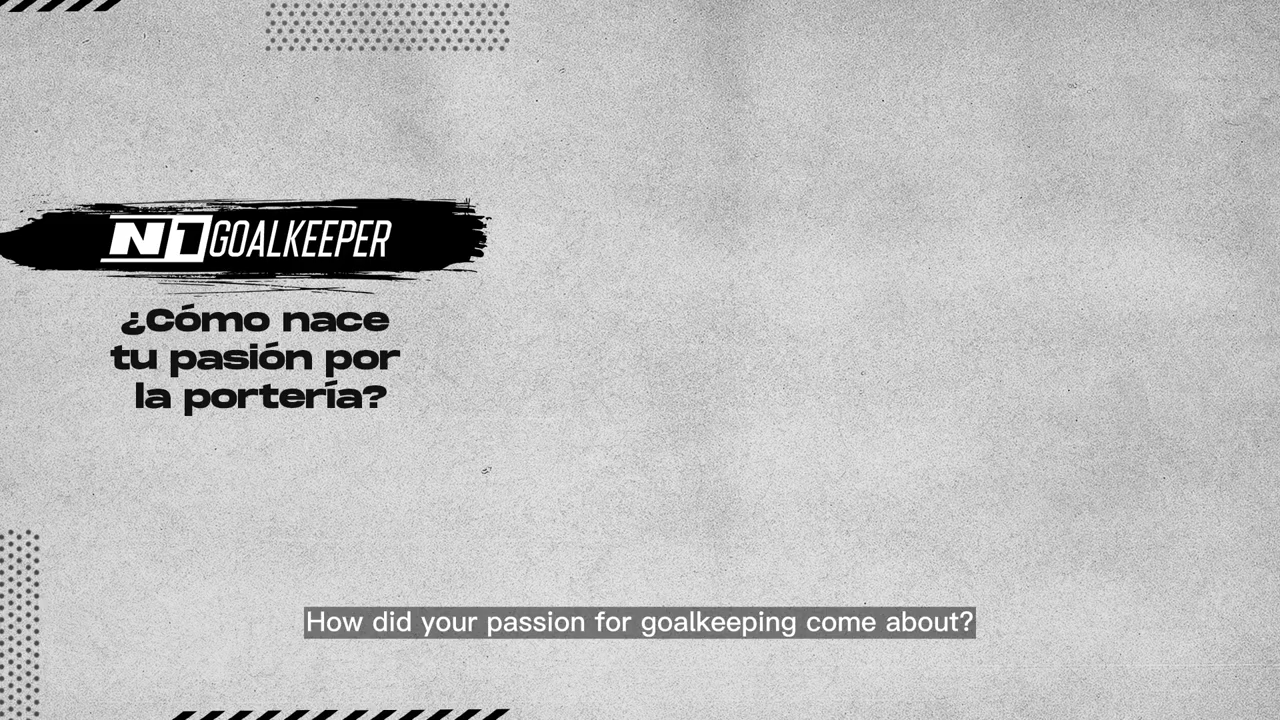 N1 GOALKEEPER
¿Cómo nace
tu pasión por
la portería?
How did your passion for goalkeeping come about?